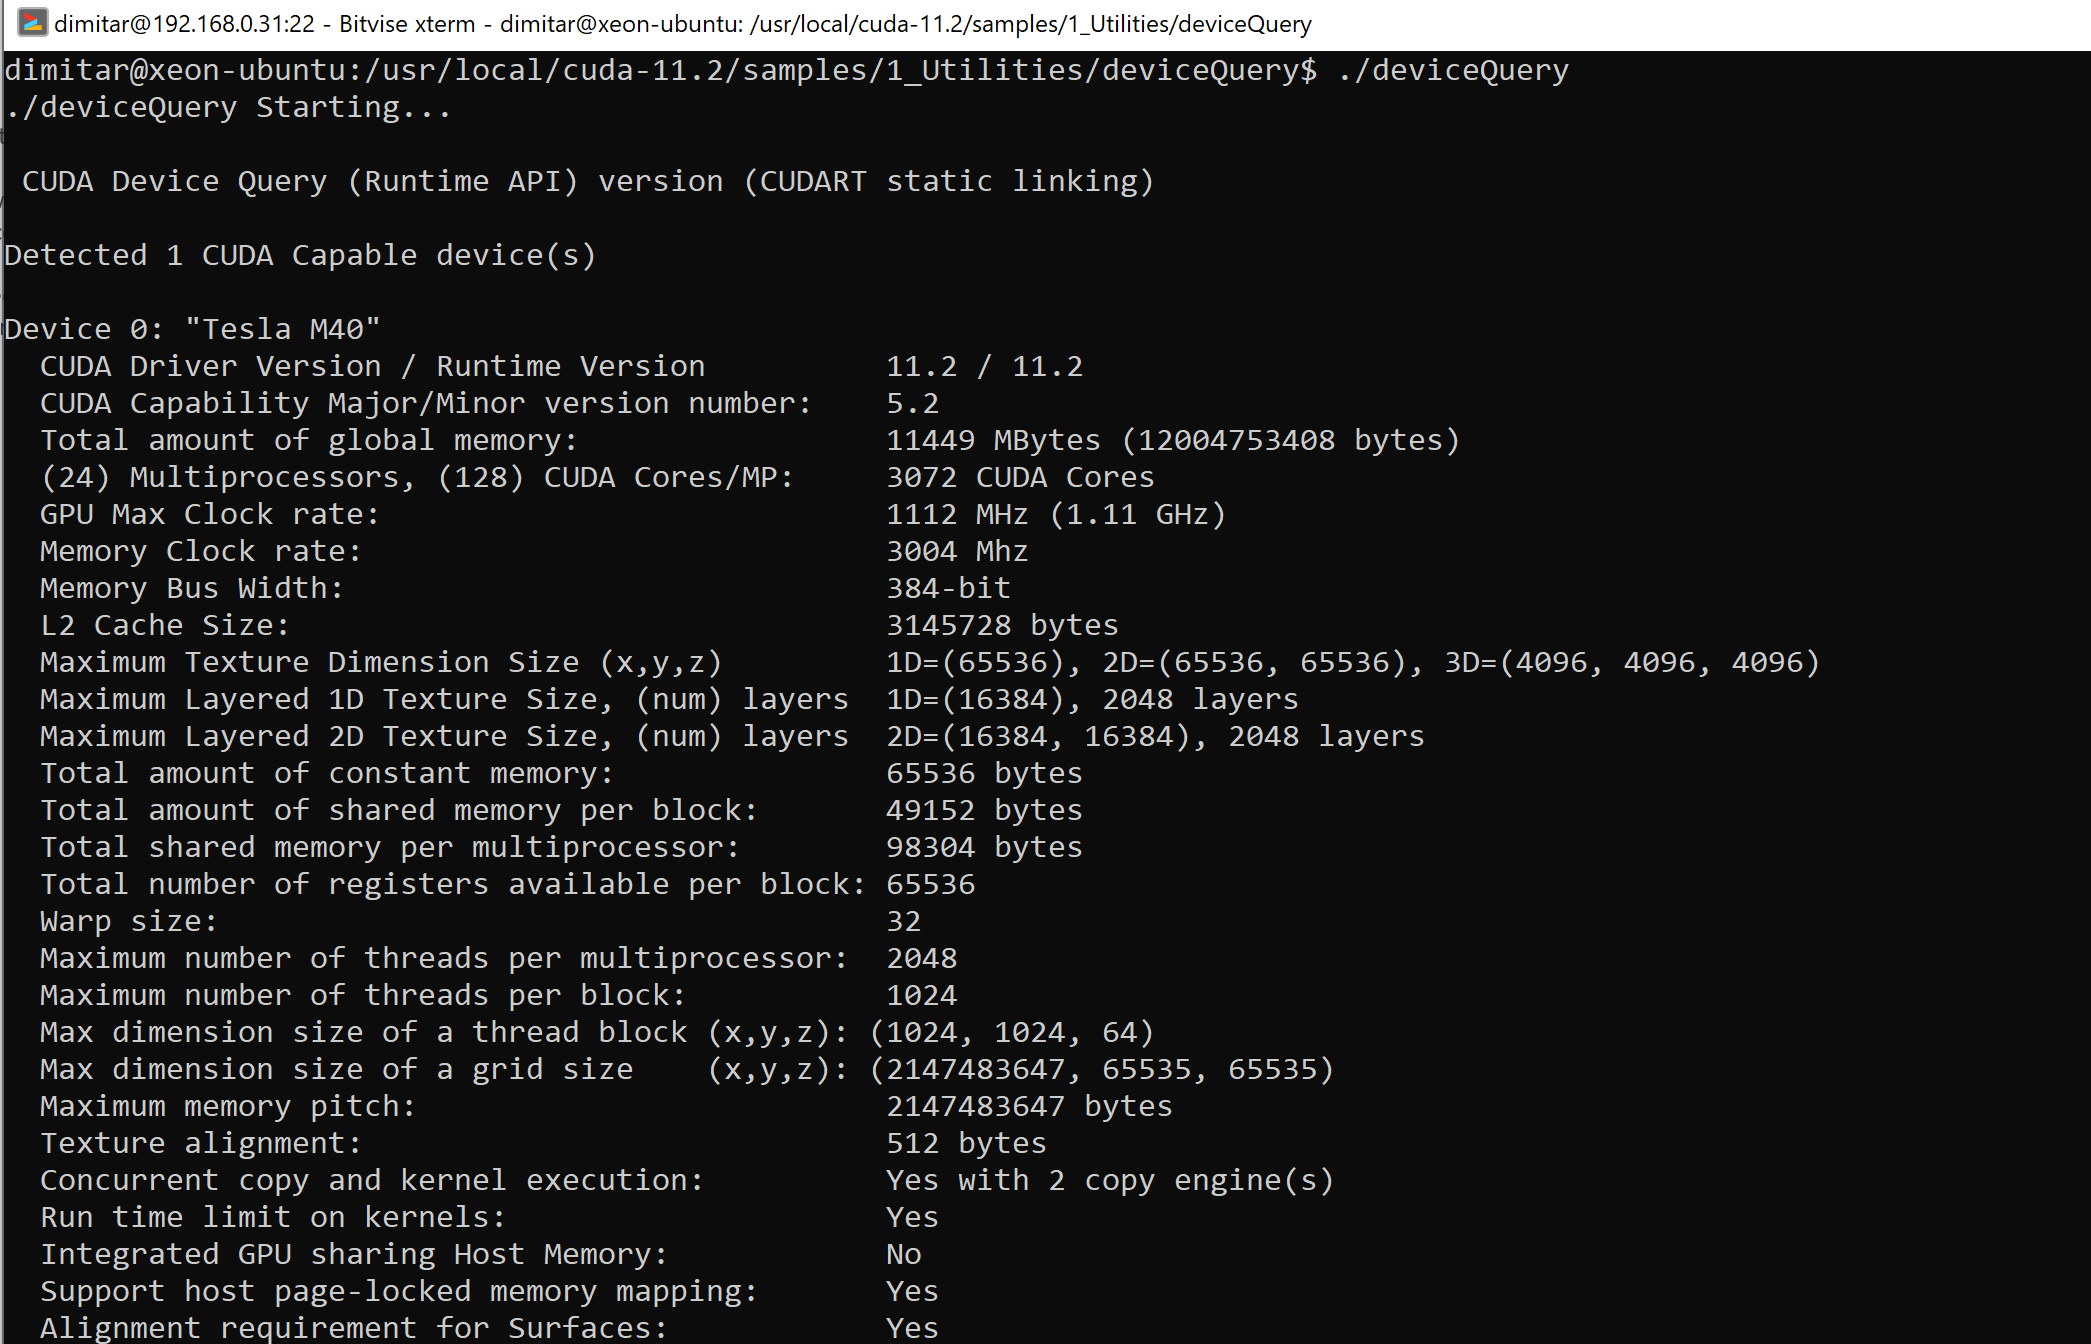 dimitar@192.168.0.31:22 - Bitvise xterm - dimitar@xeon-ubuntu: /usr/local/cuda-11.2/samples/1_Utilities/deviceQuery
dimitar@xeon-ubuntu:/usr/local/cuda-11.2/samples/1_Utilities/deviceQuery$ ./deviceQuery
./deviceQuery Starting...
CUDA Device Query (Runtime API) version (CUDART static linking)
Detected 1 CUDA Capable device(s)
Device 0: "Tesla M40"
CUDA Driver Version / Runtime Version          11.2 / 11.2
CUDA Capability Major/Minor version number:    5.2
Total amount of global memory:                 11449 MBytes (12004753408 bytes)
(24) Multiprocessors, (128) CUDA Cores/MP:     3072 CUDA Cores
GPU Max Clock rate:                            1112 MHz (1.11 GHz)
Memory Clock rate:                             3004 Mhz
Memory Bus Width:                              384-bit
L2 Cache Size:                                 3145728 bytes
Maximum Texture Dimension Size (x,y,z)         1D=(65536), 2D=(65536, 65536), 3D=(4096, 4096, 4096)
Maximum Layered 1D Texture Size, (num) layers  1D=(16384), 2048 layers
Maximum Layered 2D Texture Size, (num) layers  2D=(16384, 16384), 2048 layers
Total amount of constant memory:               65536 bytes
Total amount of shared memory per block:       49152 bytes
Total shared memory per multiprocessor:        98304 bytes
Total number of registers available per block: 65536
Warp size:                                     32
Maximum number of threads per multiprocessor:  2048
Maximum number of threads per block:           1024
Max dimension size of a thread block (x,y,z): (1024, 1024, 64)
Max dimension size of a grid size    (x,y,z): (2147483647, 65535, 65535)
Maximum memory pitch:                          2147483647 bytes
Texture alignment:                             512 bytes
Concurrent copy and kernel execution:          Yes with 2 copy engine(s)
Run time limit on kernels:                     Yes
Integrated GPU sharing Host Memory:            No
Support host page-locked memory mapping:       Yes
Alignment requirement for Surfaces:            Yes